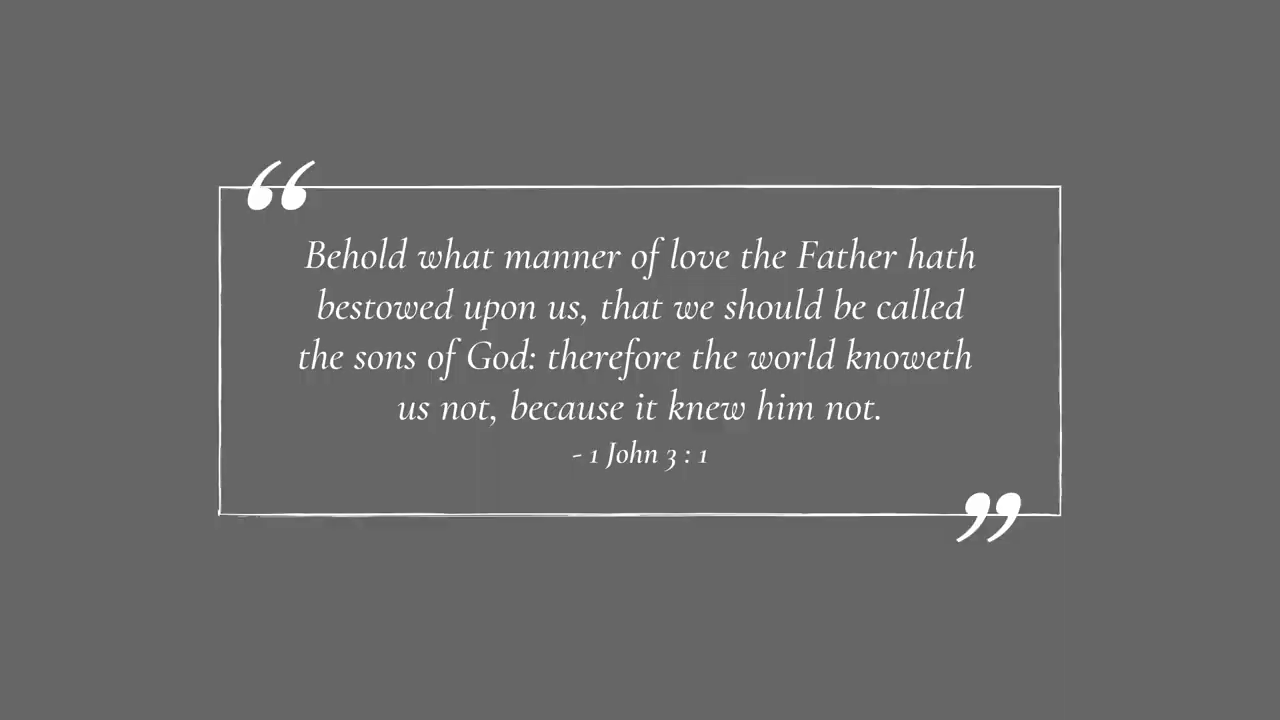 “
Behold what manner of love the Father hath
bestowed upon us, that we should be called
the sons of God: therefore the world knoweth
us not, because it knew him not.
- 1 John 3 : 1
”